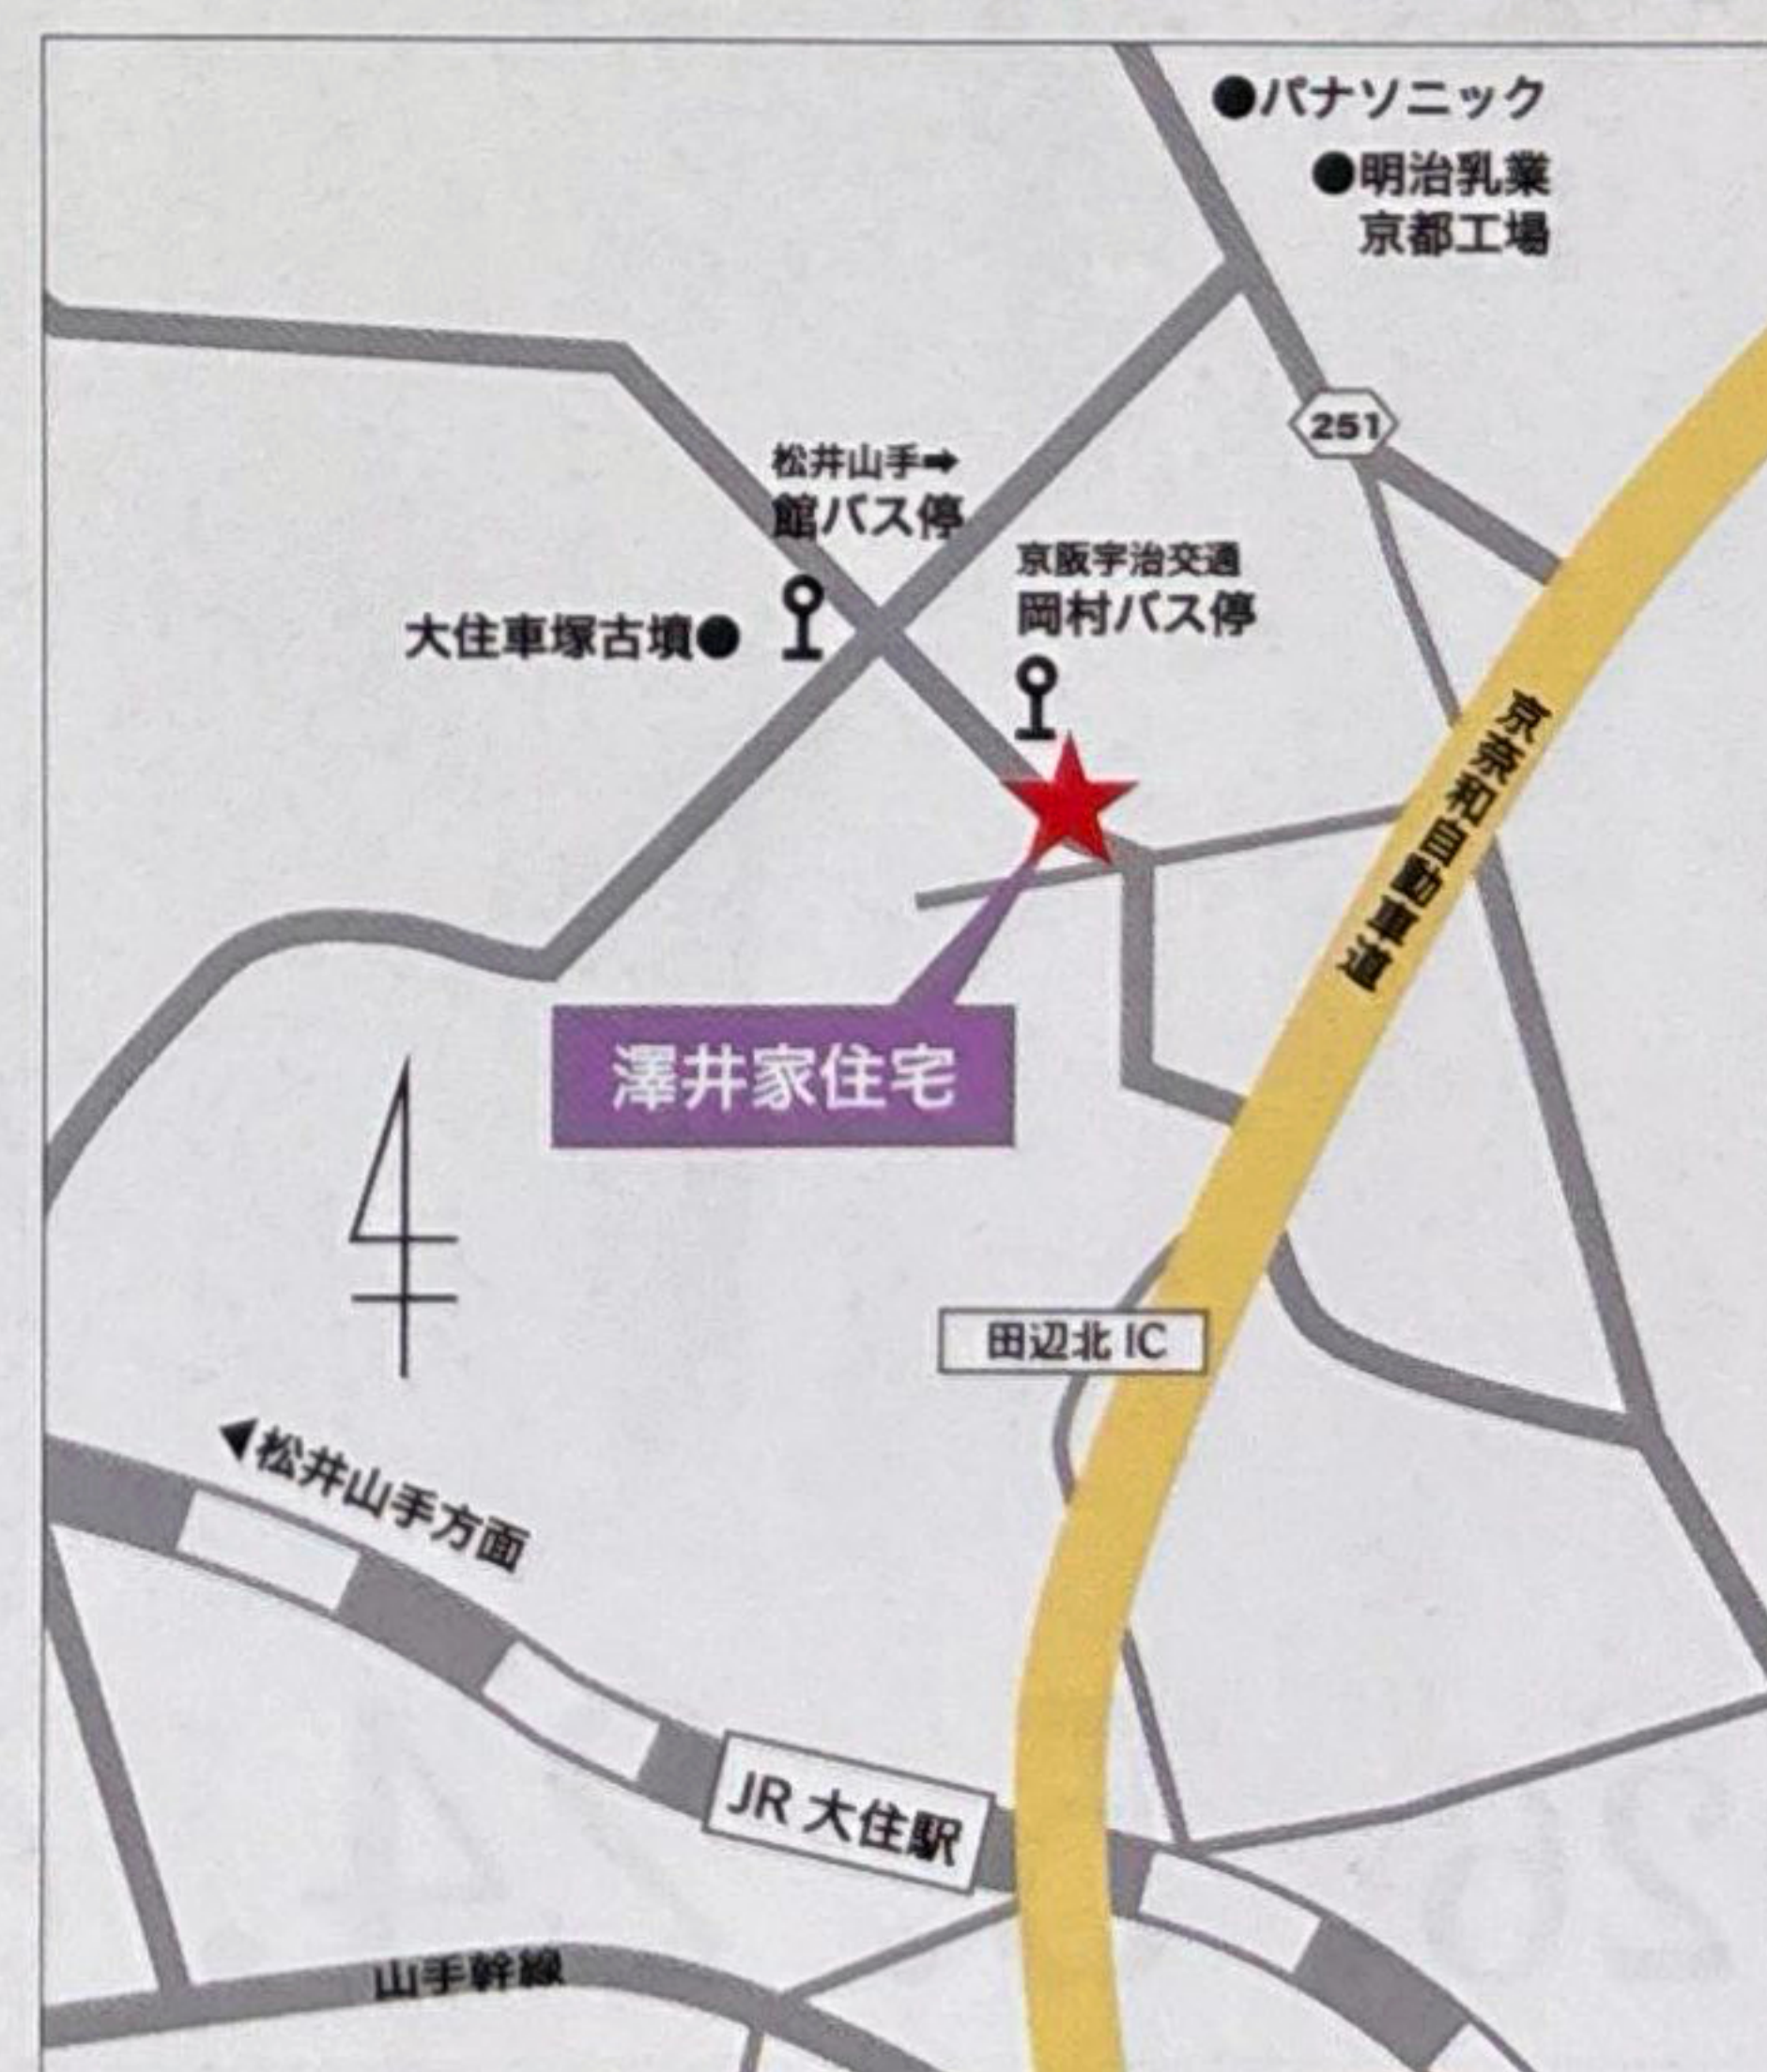 ●パナソニック
●明治乳業
京都工場
251
松井山手➡
館バス停
京阪宇治交通
岡村バス停
大住車塚古墳●
京奈和自動車道
澤井家住宅
田辺北 IC
◀松井山手方面
JR 大住駅
山手幹線